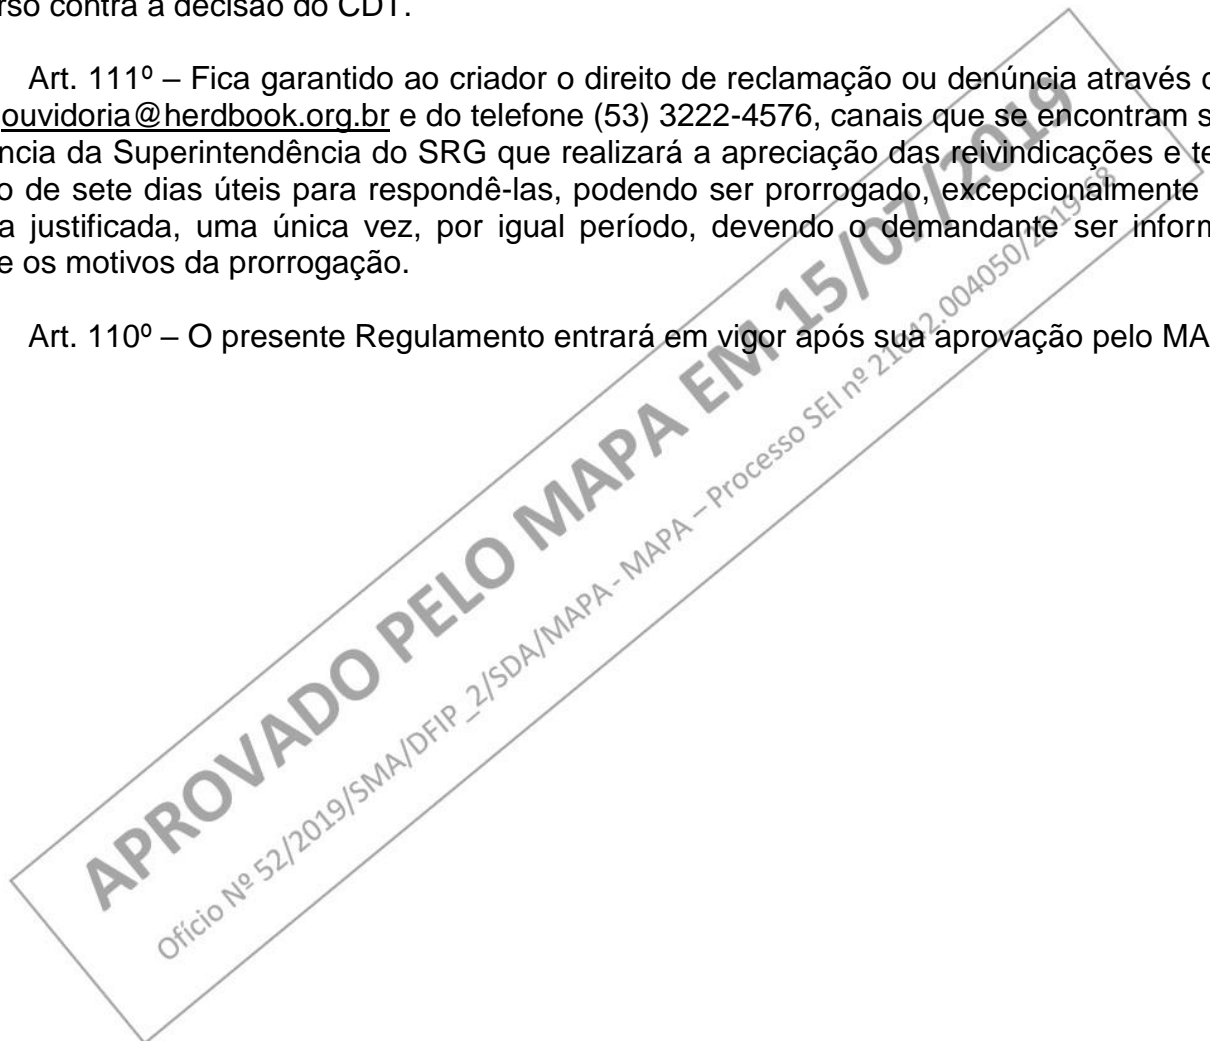 rso contra a decisão do CDT.
Art. 111º – Fica garantido ao criador o direito de reclamação ou denúncia através
ouvidoria@herdbook.org.br e do telefone (53) 3222-4576, canais que se encontram s
ncia da Superintendência do SRG que realizará a apreciação das reivindicações e te
o de sete dias úteis para respondê-las, podendo ser prorrogado, excepcionalmente
a justificada, uma única vez, por igual período, devendo o demandante ser inform
e os motivos da prorrogação.
Art. 110º – O presente Regulamento entrará em vigor após sua aprovação pelo MA
APROVADO PELO MAPA EM 15/07/2019
Ofício Nº 52/2019/SMA/DFIP_2/SDA/MAPA - MAPA – Processo SEI nº 21042.004050/2019-68